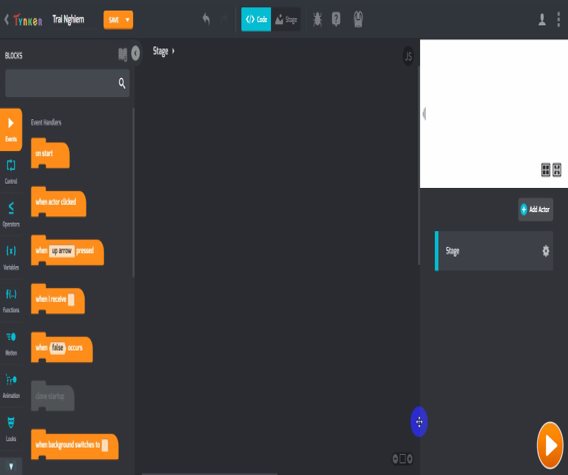 Tynker
Tral Nghiem
SAVE
Code
Stage
BLOCKS
Stage
JS
Event Handlers
Events
on start
Control
when actor clicked
Operators
when up arrow pressed
Variables
when I receive
Functions
when false occurs
Motion
Animation
clone startup
Looks
when background switches to
Add Actor
Stage